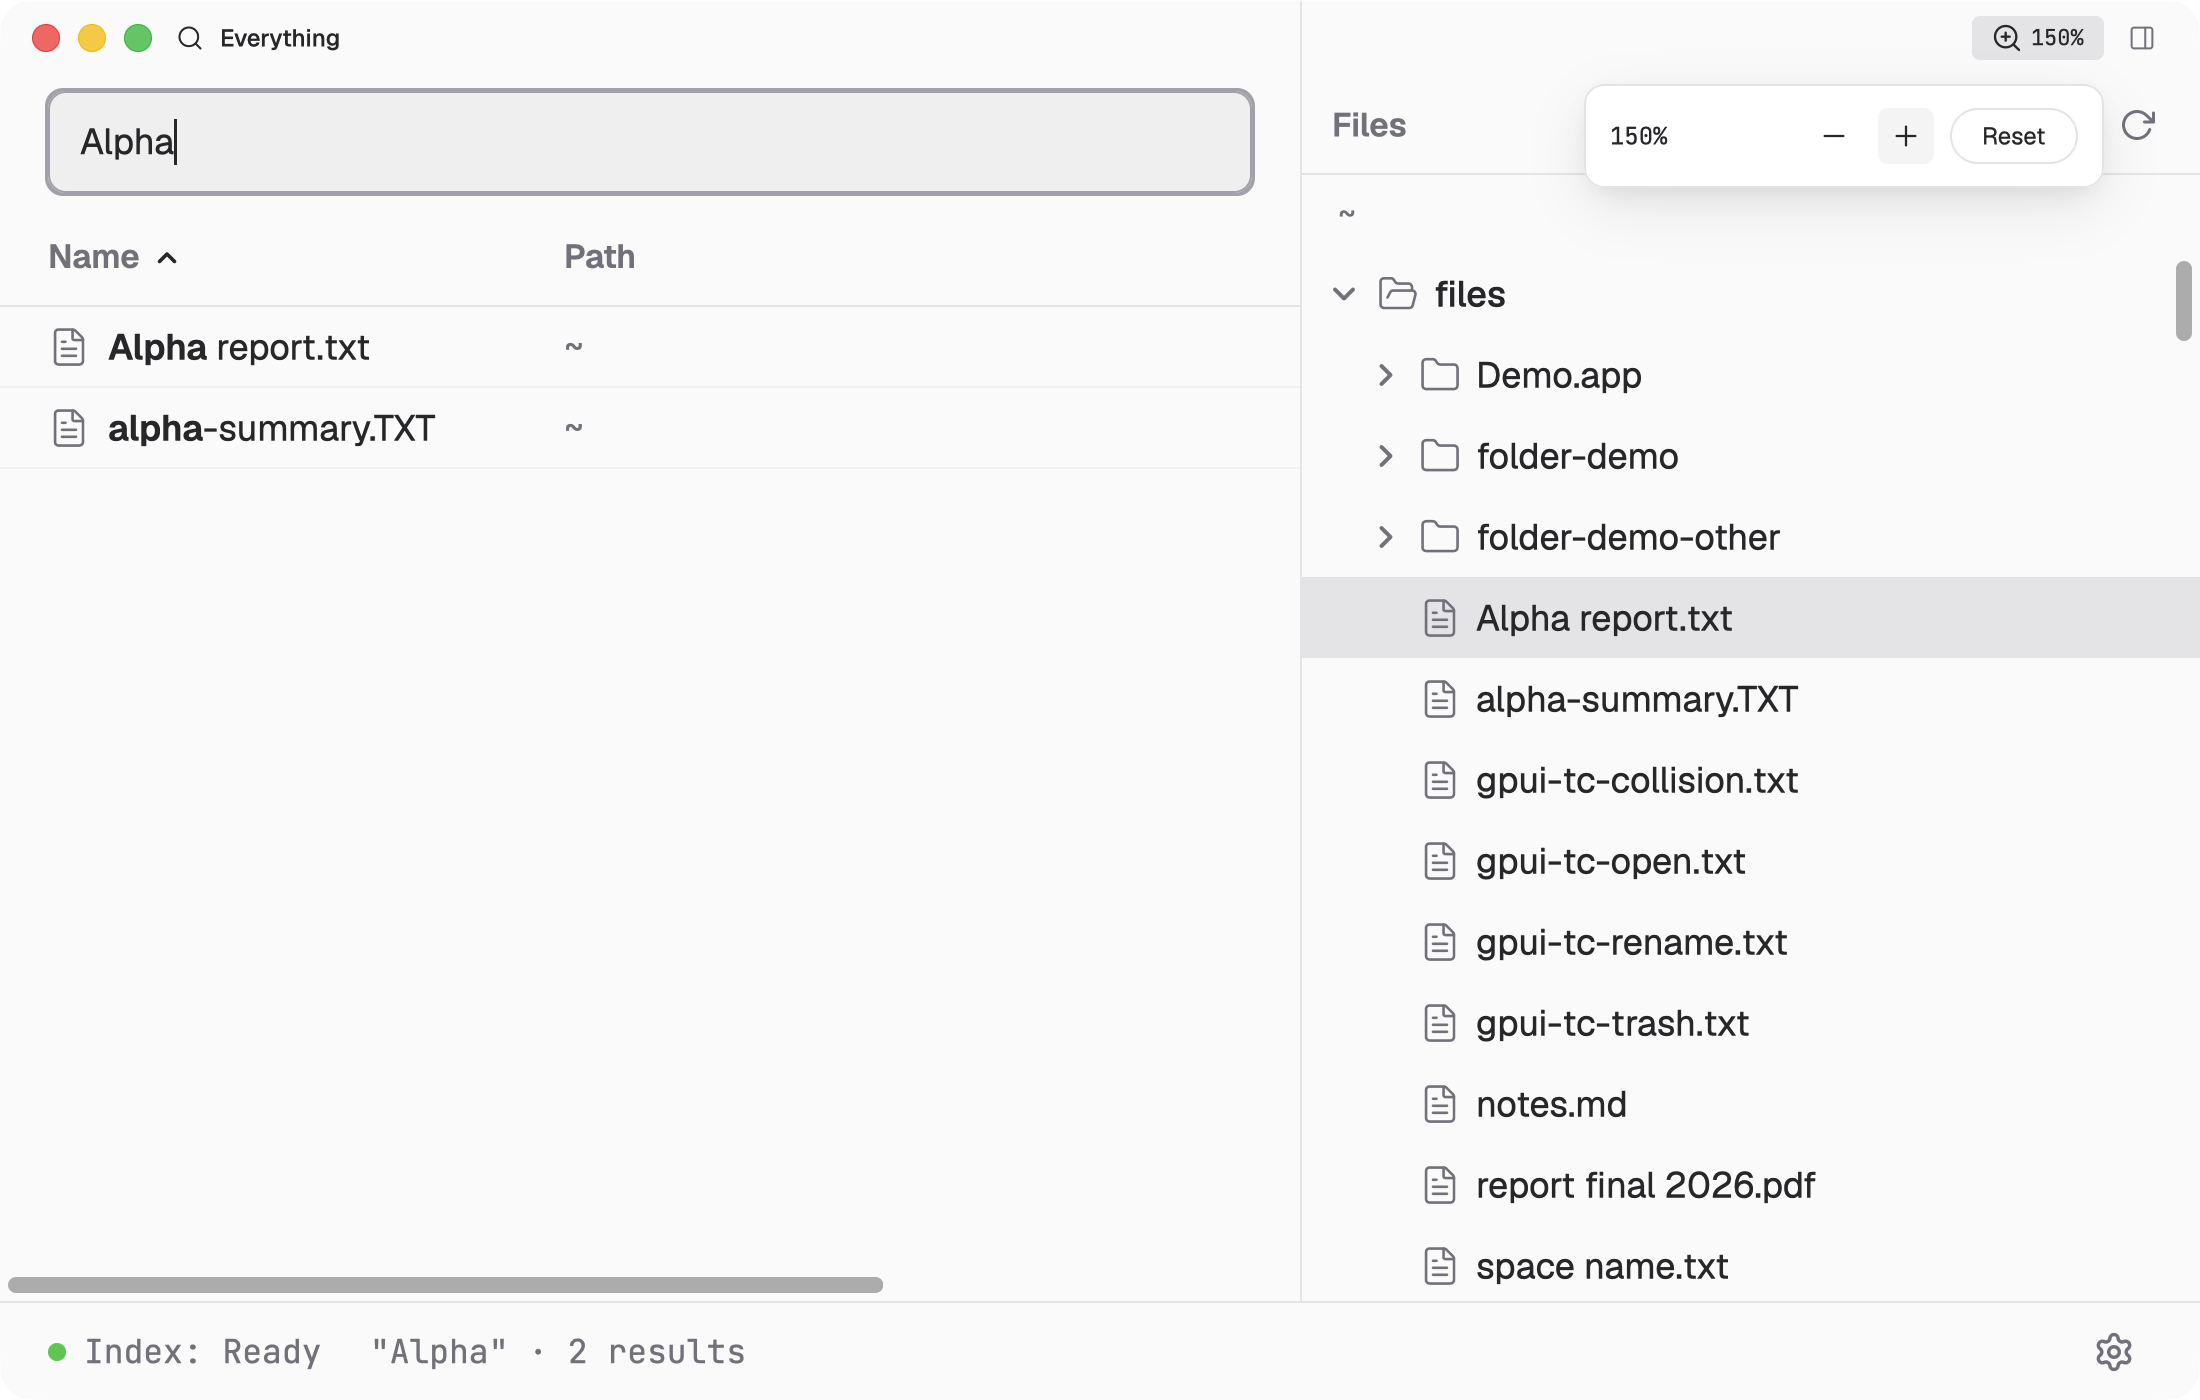 Everything
150%
Alpha
Files
150%
Reset
Name
Path
~
Alpha report.txt
~
alpha-summary.TXT
~
files
Demo.app
folder-demo
folder-demo-other
Alpha report.txt
alpha-summary.TXT
gpui-tc-collision.txt
gpui-tc-open.txt
gpui-tc-rename.txt
gpui-tc-trash.txt
notes.md
report final 2026.pdf
space name.txt
Index: Ready
"Alpha" · 2 results